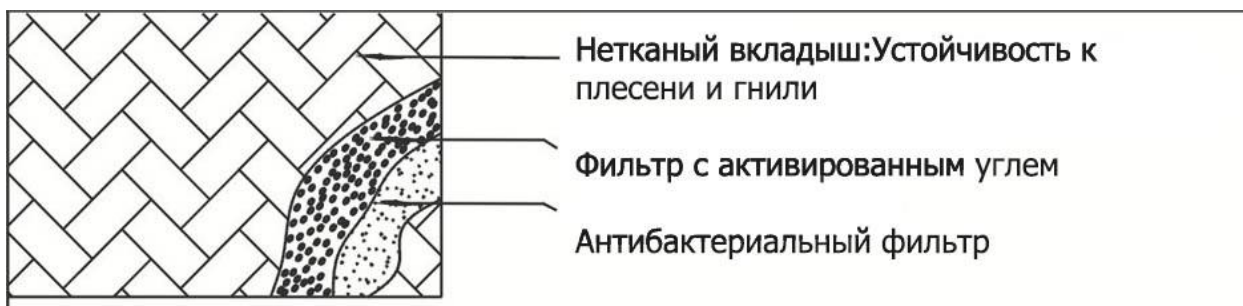 Нетканый вкладыш:Устойчивость к
плесени и гнили
Фильтр с активированным углем
Антибактериальный фильтр